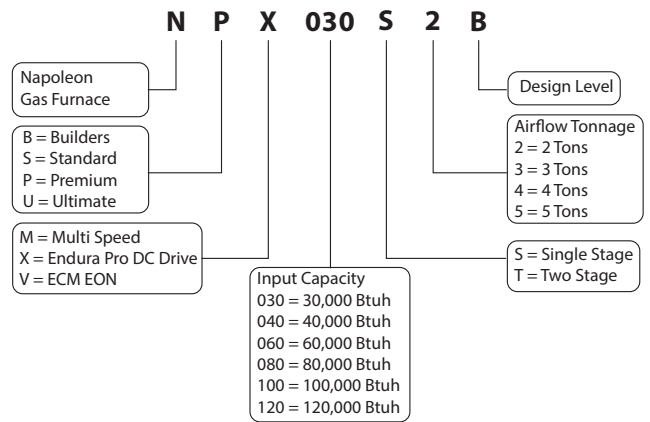 N P X 030 S 2 B
Napoleon
Gas Furnace
B = Builders
S = Standard
P = Premium
U = Ultimate
M = Multi Speed
X = Endura Pro DC Drive
V = ECM EON
Input Capacity
030 = 30,000 Btuh
040 = 40,000 Btuh
060 = 60,000 Btuh
080 = 80,000 Btuh
100 = 100,000 Btuh
120 = 120,000 Btuh
Design Level
Airflow Tonnage
2 = 2 Tons
3 = 3 Tons
4 = 4 Tons
5 = 5 Tons
S = Single Stage
T = Two Stage